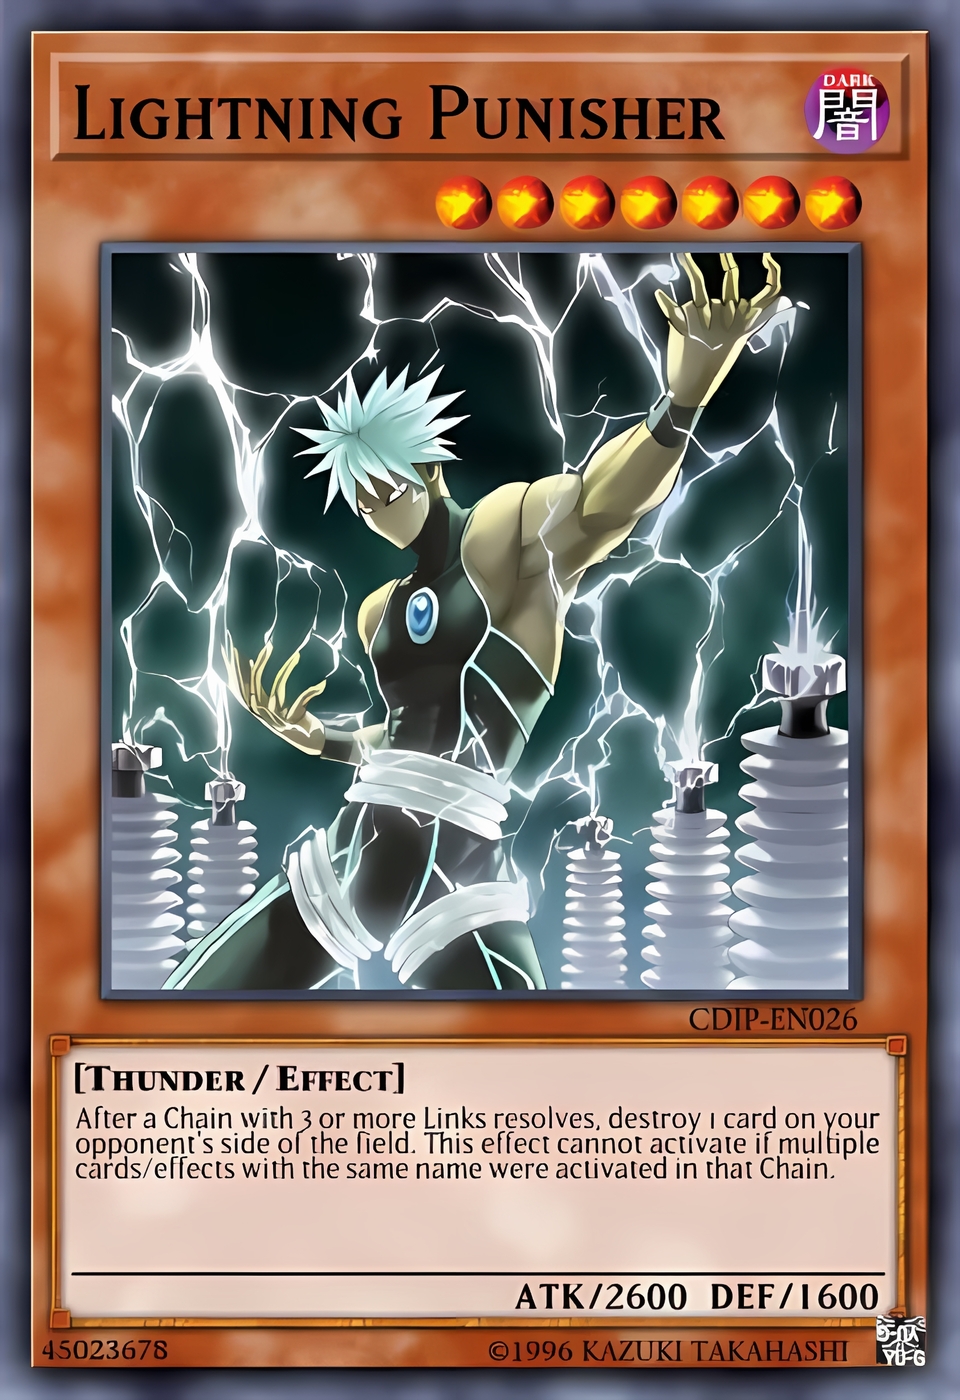 LIGHTNING PUNISHER
DARK
闇
CDIP-EN026
[THUNDER / EFFECT]
After a Chain with 3 or more Links resolves, destroy 1 card on your
opponent's side of the field. This effect cannot activate if multiple
cards/effects with the same name were activated in that Chain.
ATK/2600 DEF/1600
45023678
©1996 KAZUKI TAKAHASHI